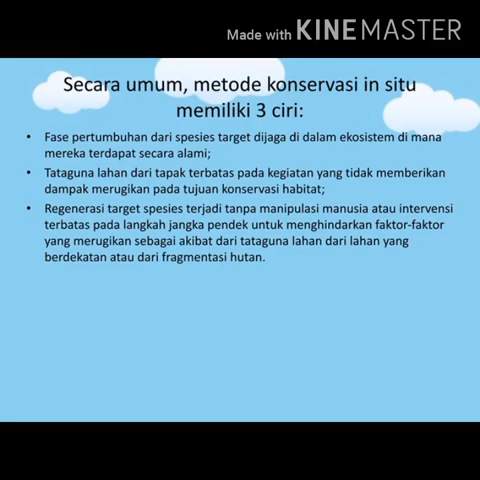 Made with KINEMASTER
Secara umum, metode konservasi in situ
memiliki 3 ciri:
• Fase pertumbuhan dari spesies target dijaga di dalam ekosistem di mana
mereka terdapat secara alami;
• Tataguna lahan dari tapak terbatas pada kegiatan yang tidak memberikan
dampak merugikan pada tujuan konservasi habitat;
• Regenerasi target spesies terjadi tanpa manipulasi manusia atau intervensi
terbatas pada langkah jangka pendek untuk menghindarkan faktor-faktor
yang merugikan sebagai akibat dari tataguna lahan dari lahan yang
berdekatan atau dari fragmentasi hutan.